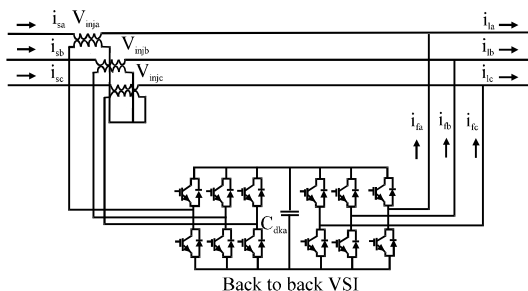 i_sa V_inja
i_la
i_sb V_injb
i_lb
i_sc V_injc
i_lc
i_fa i_fb i_fc
C_dka
Back to back VSI